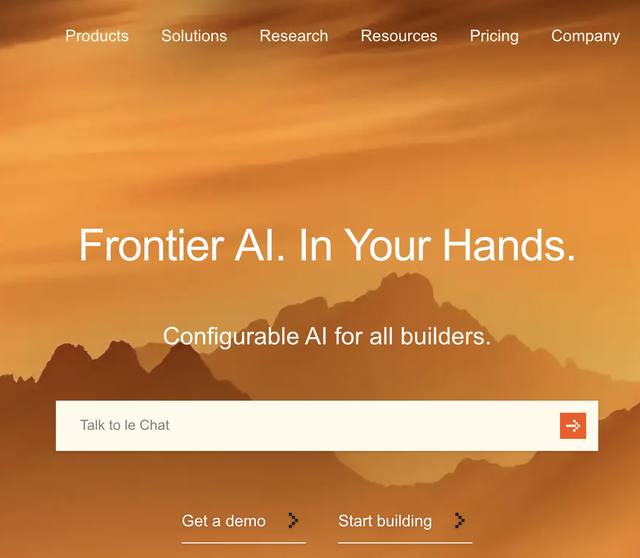 Products Solutions Research Resources Pricing Company
Frontier AI. In Your Hands.
Configurable AI for all builders.
Talk to le Chat
Get a demo Start building